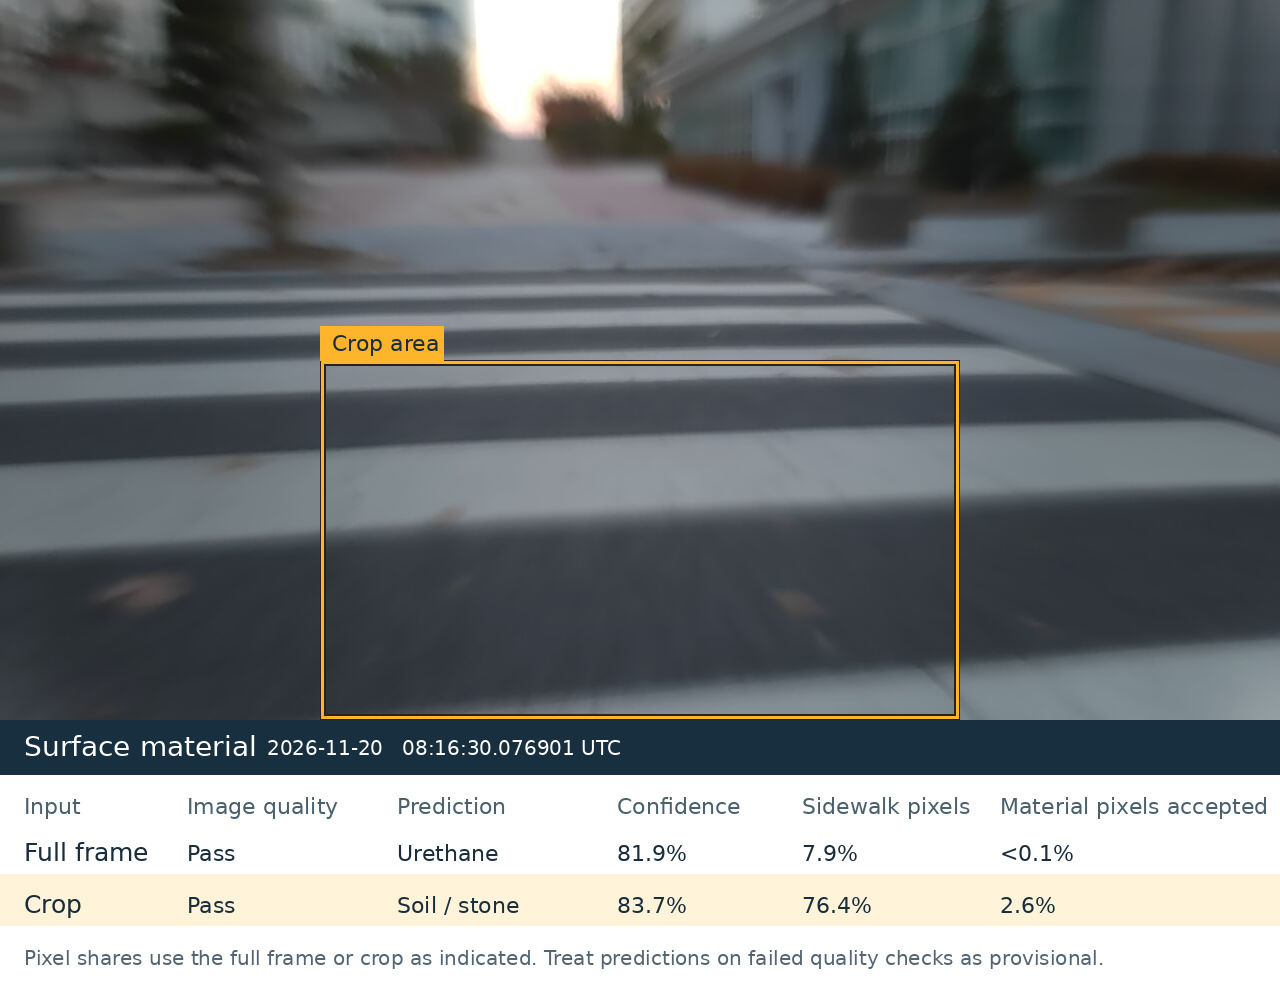 Crop area
Surface material 2026-11-20 08:16:30.076901 UTC
Input Image quality Prediction Confidence Sidewalk pixels Material pixels accepted
Full frame Pass Urethane 81.9% 7.9% <0.1%
Crop Pass Soil / stone 83.7% 76.4% 2.6%
Pixel shares use the full frame or crop as indicated. Treat predictions on failed quality checks as provisional.